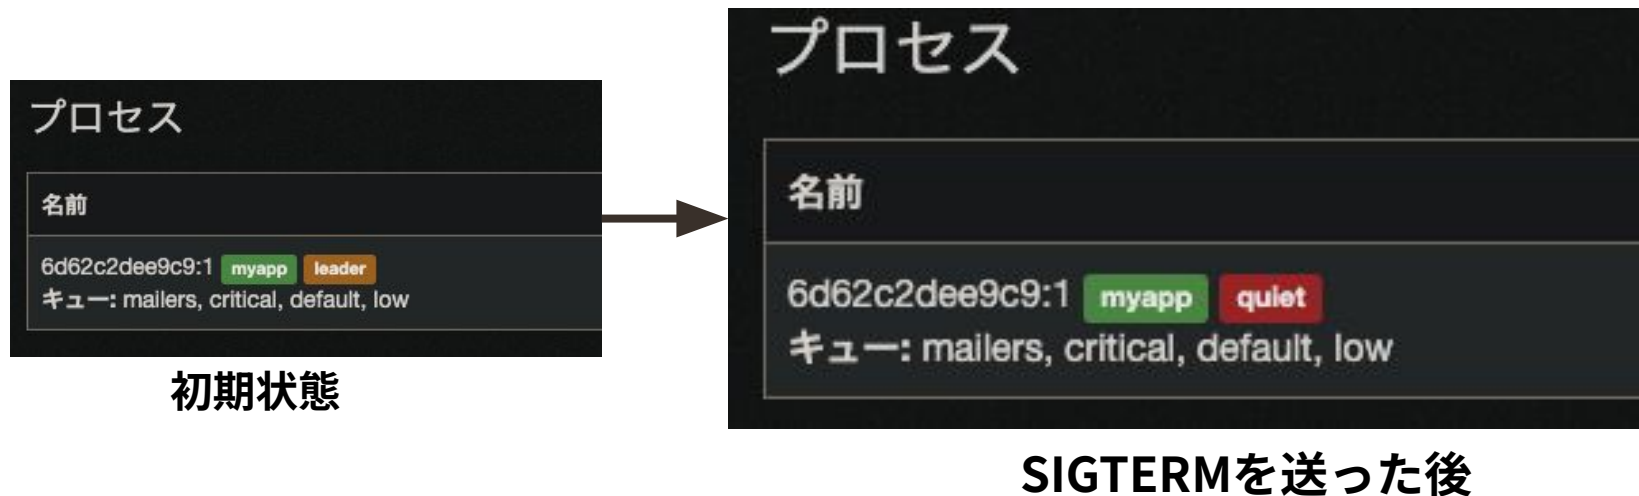 プロセス
名前
6d62c2dee9c9:1 myapp leader
キュー: mailers, critical, default, low
初期状態
プロセス
名前
6d62c2dee9c9:1 myapp quiet
キュー: mailers, critical, default, low
SIGTERMを送った後